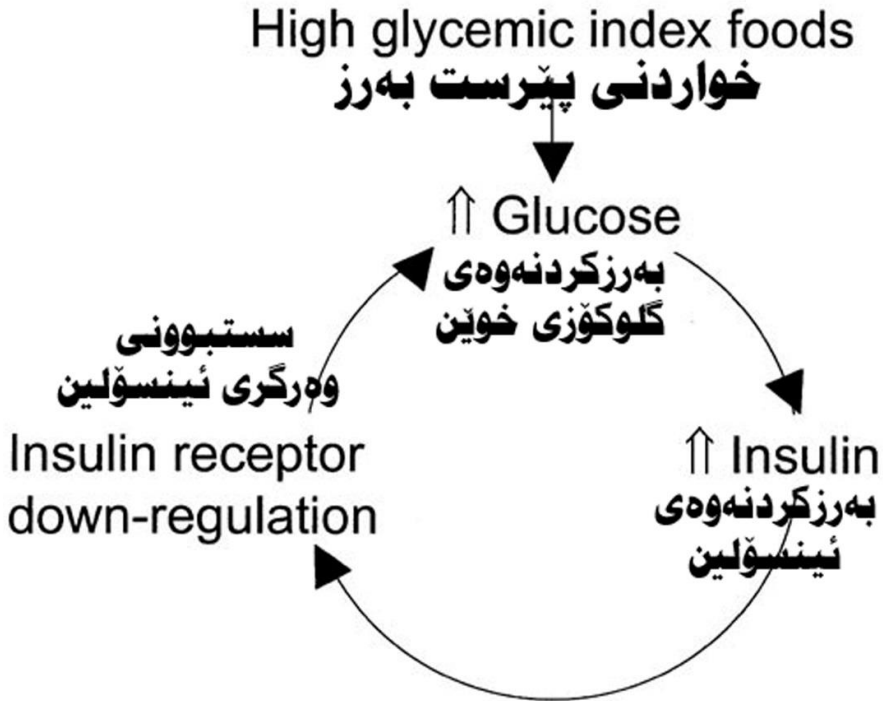 High glycemic index foods
خواردنی پێرست بەرز
⇑ Glucose
بەرزکردنەوەی
گلوکۆزی خوێن
⇑ Insulin
بەرزکردنەوەی
ئینسۆلین
سستبوونی
وەرگری ئینسۆلین
Insulin receptor
down-regulation